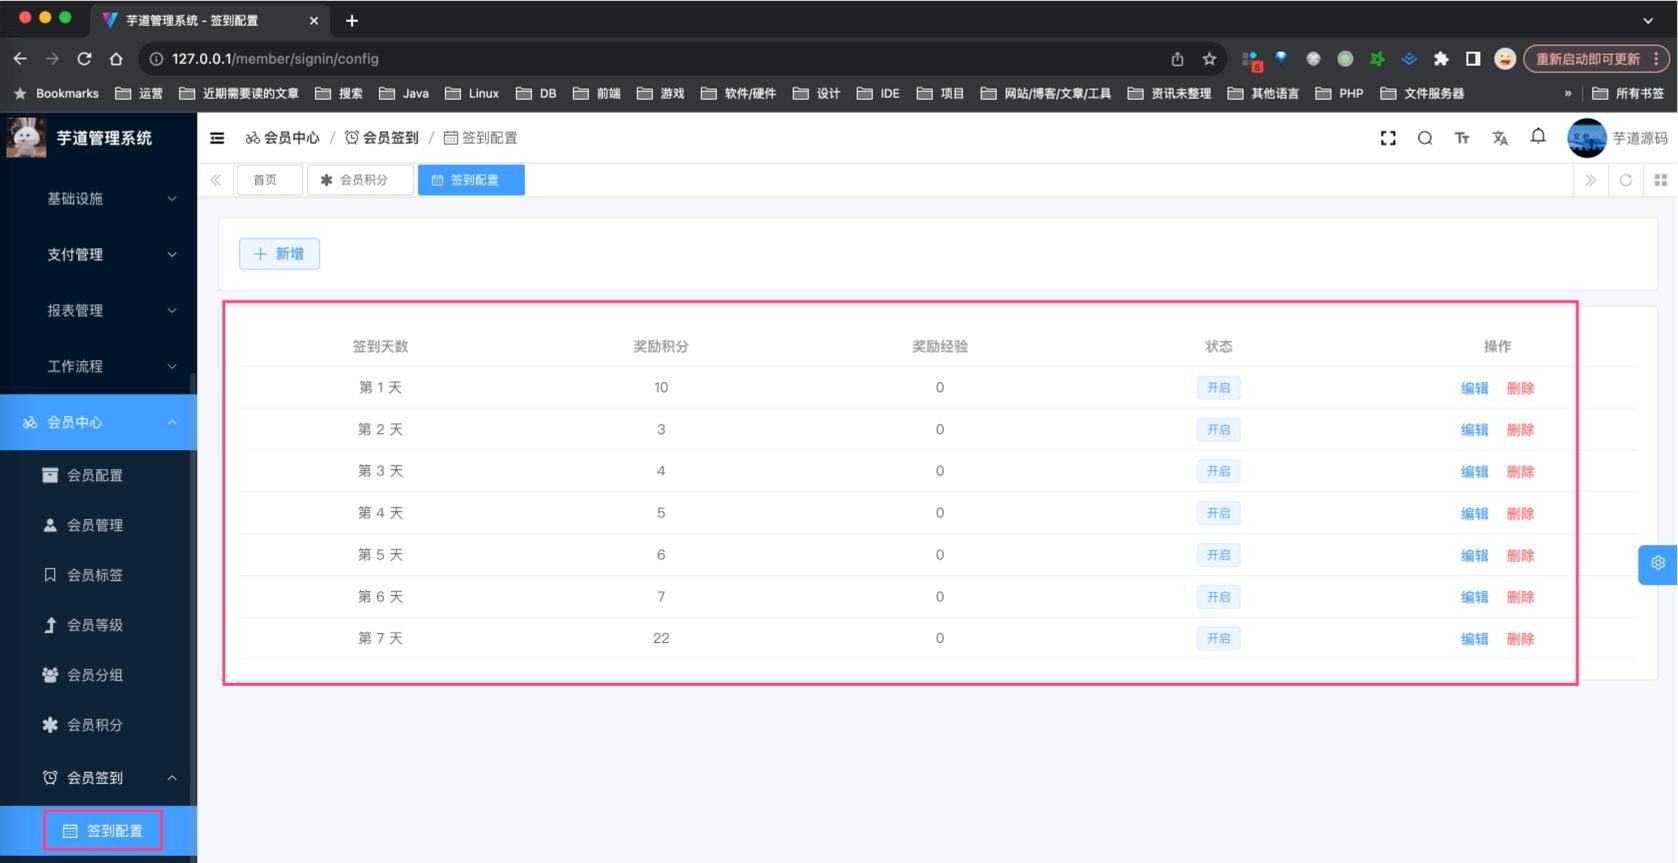 芋道管理系统 - 签到配置
127.0.0.1/member/signin/config
6
重新启动即可更新
Bookmarks 运营 近期需要读的文章 搜索 Java Linux DB 前端 游戏 软件/硬件 设计 IDE 项目 网站/博客/文章/工具 资讯未整理 其他语言 PHP 文件服务器 » 所有书签
芋道管理系统
会员中心 / 会员签到 / 签到配置
芋道源码
首页 会员积分 签到配置
基础设施
支付管理
报表管理
工作流程
会员中心
会员配置
会员管理
会员标签
会员等级
会员分组
会员积分
会员签到
签到配置
新增
签到天数 奖励积分 奖励经验 状态 操作
第 1 天 10 0 开启 编辑 删除
第 2 天 3 0 开启 编辑 删除
第 3 天 4 0 开启 编辑 删除
第 4 天 5 0 开启 编辑 删除
第 5 天 6 0 开启 编辑 删除
第 6 天 7 0 开启 编辑 删除
第 7 天 22 0 开启 编辑 删除